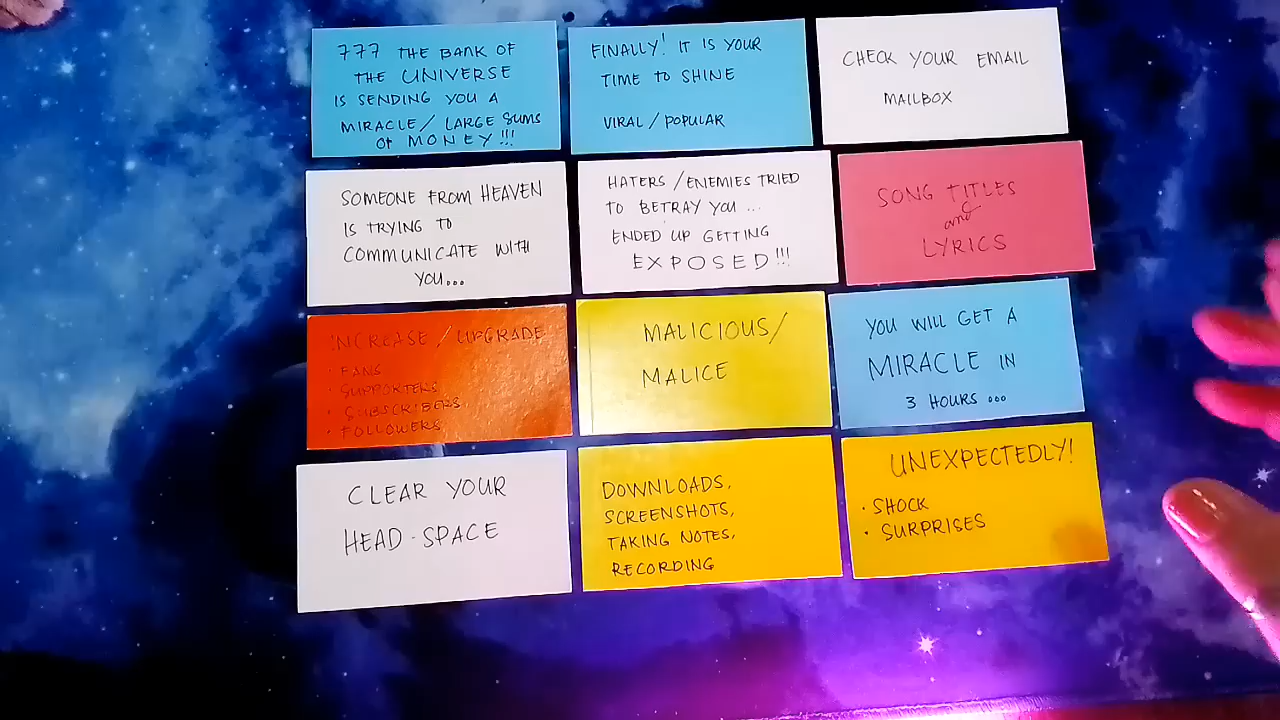 777 THE BANK OF
THE UNIVERSE
IS SENDING YOU A
MIRACLE/ LARGE SUMS
OF MONEY!!!
FINALLY! IT IS YOUR
TIME TO SHINE
VIRAL / POPULAR
CHECK YOUR EMAIL
MAILBOX
SOMEONE FROM HEAVEN
IS TRYING TO
COMMUNICATE WITH
YOU...
HATERS /ENEMIES TRIED
TO BETRAY YOU ...
ENDED UP GETTING
EXPOSED!!!
SONG TITLES
and
LYRICS
INCREASE / UPGRADE
· FANS
· SUPPORTERS
· SUBSCRIBERS
· FOLLOWERS
MALICIOUS/
MALICE
YOU WILL GET A
MIRACLE IN
3 HOURS ...
CLEAR YOUR
HEAD-SPACE
DOWNLOADS,
SCREENSHOTS,
TAKING NOTES,
RECORDING
UNEXPECTEDLY!
· SHOCK
· SURPRISES